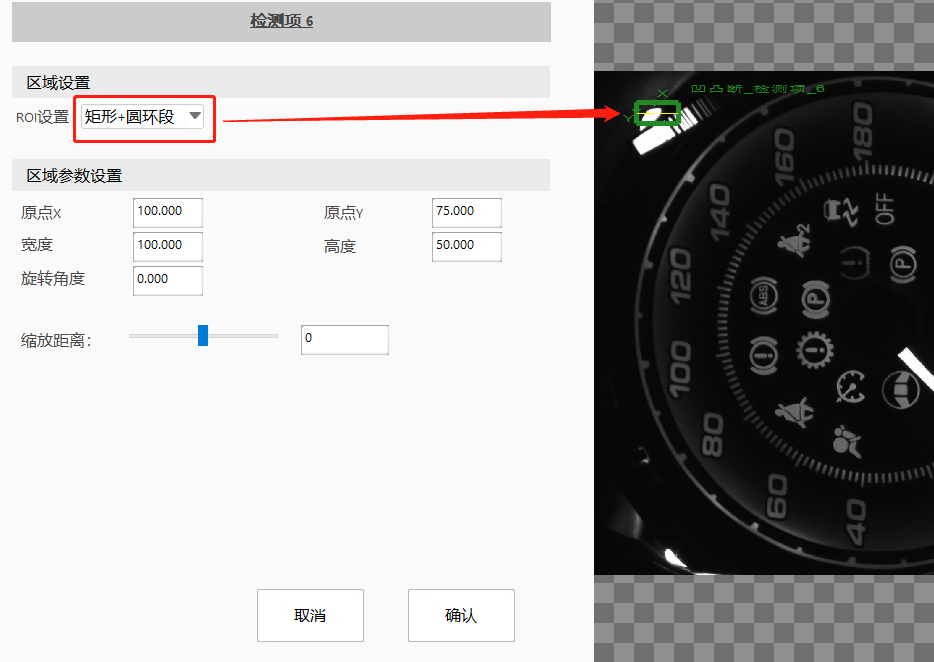 检测项 6
区域设置
ROI设置 矩形+圆环段
区域参数设置
原点X 100.000 原点Y 75.000
宽度 100.000 高度 50.000
旋转角度 0.000
缩放距离: 0
取消 确认
X 凹凸断_检测项_6
Y
180
160
140
120
100
80
60
40
OFF
2
P
ABS
P